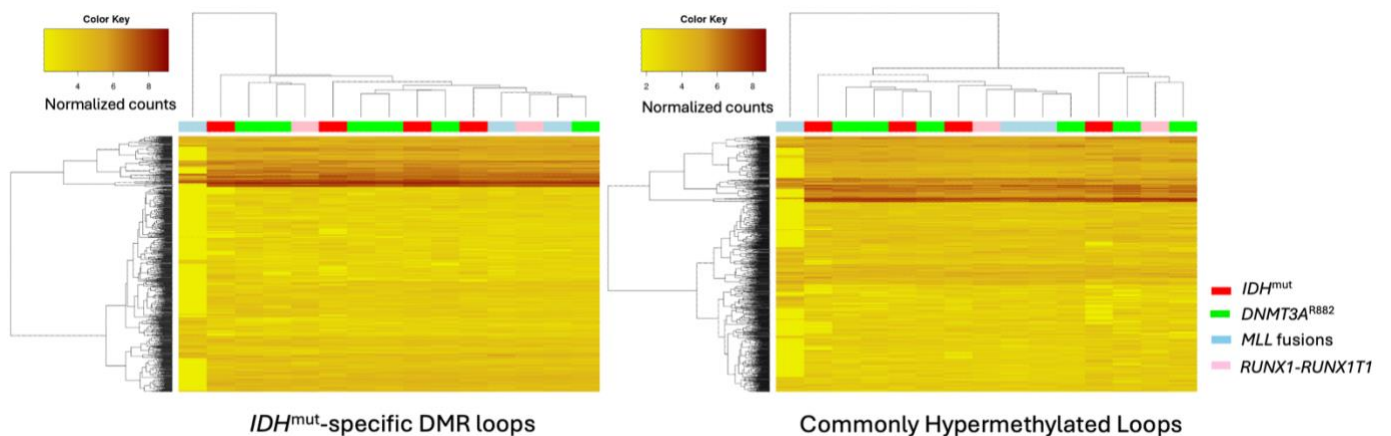 Color Key
4 6 8
Normalized counts
Color Key
2 4 6 8
Normalized counts
IDHmut
DNMT3AR882
MLL fusions
RUNX1-RUNX1T1
IDHmut-specific DMR loops
Commonly Hypermethylated Loops